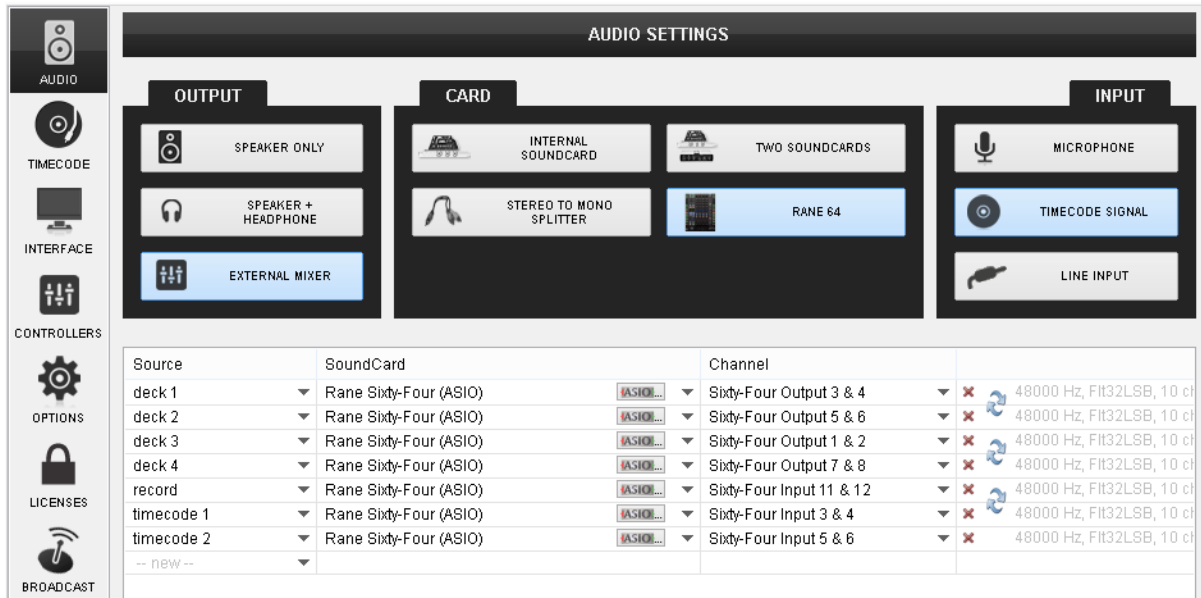 AUDIO SETTINGS
AUDIO
TIMECODE
INTERFACE
CONTROLLERS
OPTIONS
LICENSES
BROADCAST
OUTPUT
SPEAKER ONLY
SPEAKER +
HEADPHONE
EXTERNAL MIXER
CARD
INTERNAL
SOUNDCARD
TWO SOUNDCARDS
STEREO TO MONO
SPLITTER
RANE 64
INPUT
MICROPHONE
TIMECODE SIGNAL
LINE INPUT
Source SoundCard Channel
deck 1 Rane Sixty-Four (ASIO) ASIO... Sixty-Four Output 3 & 4 48000 Hz, Flt32LSB, 10 ch
deck 2 Rane Sixty-Four (ASIO) ASIO... Sixty-Four Output 5 & 6 48000 Hz, Flt32LSB, 10 ch
deck 3 Rane Sixty-Four (ASIO) ASIO... Sixty-Four Output 1 & 2 48000 Hz, Flt32LSB, 10 ch
deck 4 Rane Sixty-Four (ASIO) ASIO... Sixty-Four Output 7 & 8 48000 Hz, Flt32LSB, 10 ch
record Rane Sixty-Four (ASIO) ASIO... Sixty-Four Input 11 & 12 48000 Hz, Flt32LSB, 10 ch
timecode 1 Rane Sixty-Four (ASIO) ASIO... Sixty-Four Input 3 & 4 48000 Hz, Flt32LSB, 10 ch
timecode 2 Rane Sixty-Four (ASIO) ASIO... Sixty-Four Input 5 & 6 48000 Hz, Flt32LSB, 10 ch
-- new --